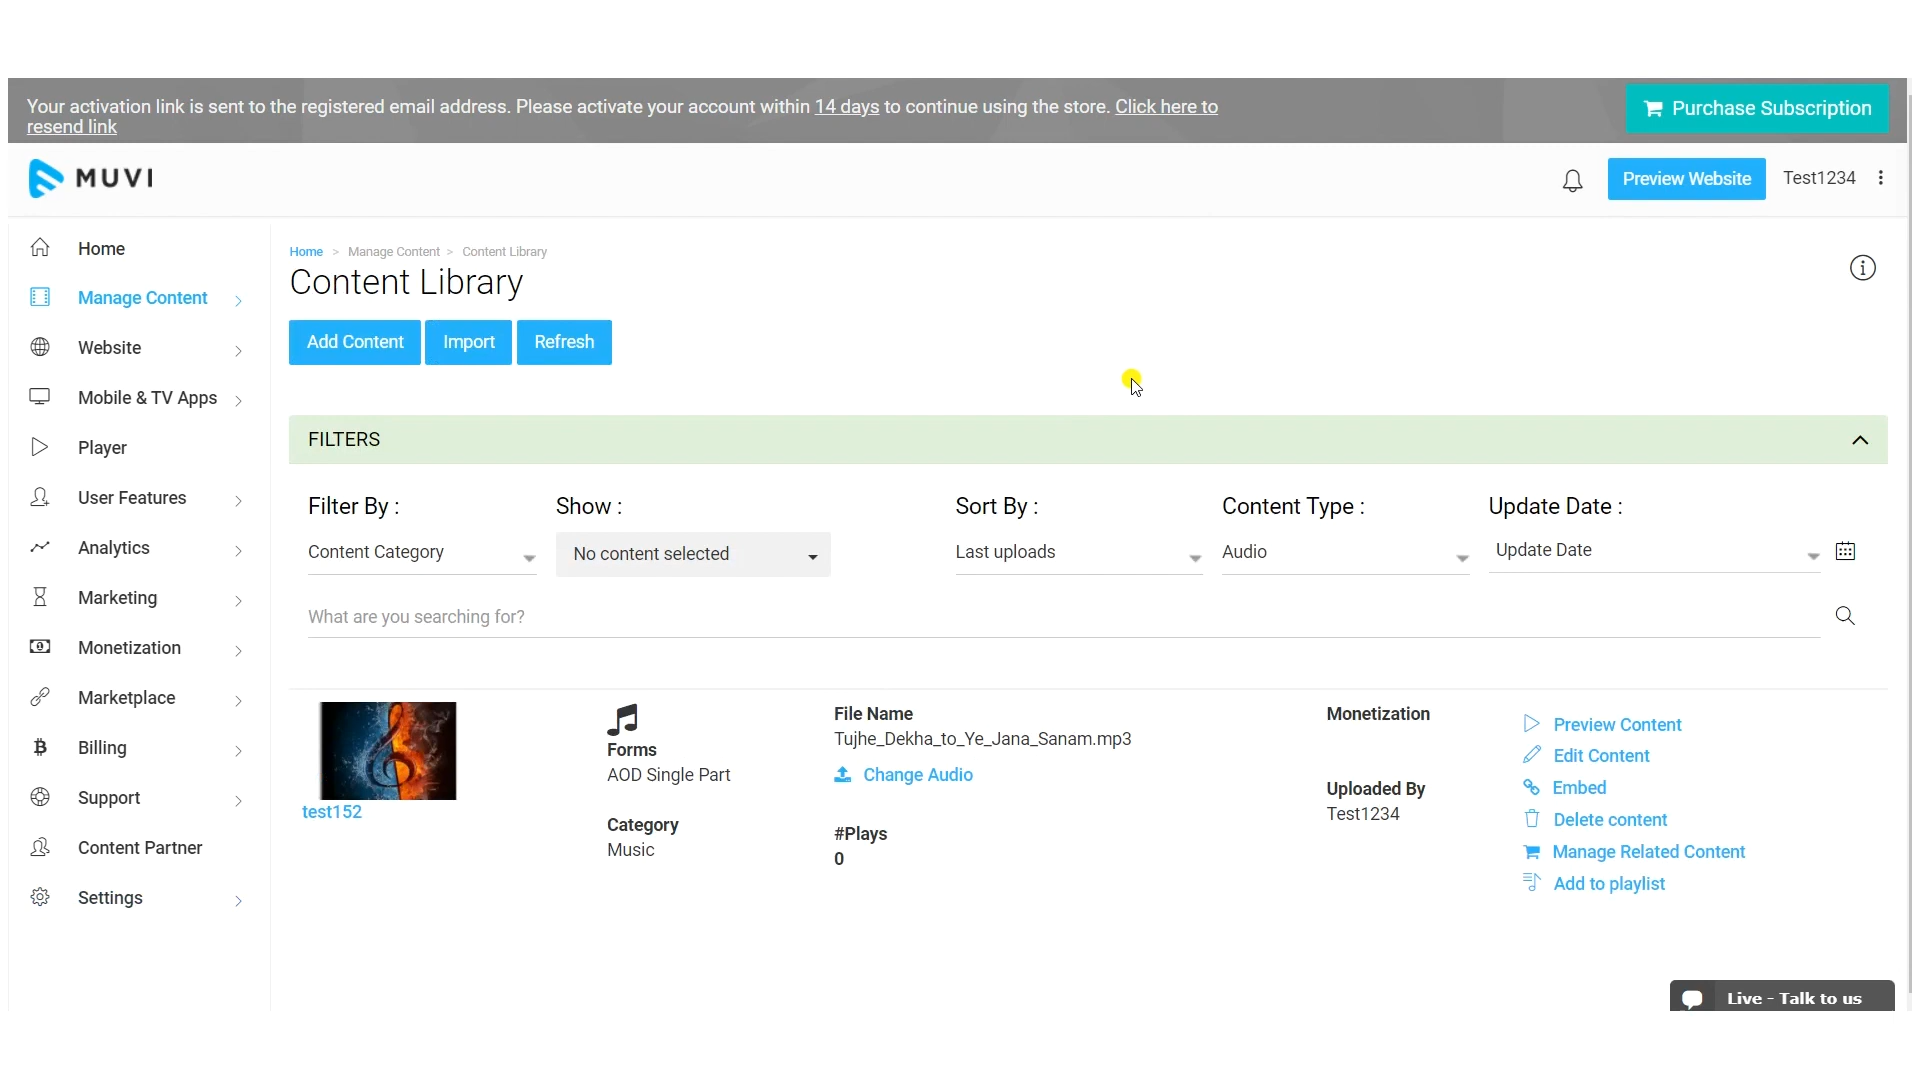 Your activation link is sent to the registered email address. Please activate your account within 14 days to continue using the store. Click here to
resend link
Purchase Subscription
MUVI
Preview Website
Test1234
Home
Manage Content
Website
Mobile & TV Apps
Player
User Features
Analytics
Marketing
Monetization
Marketplace
Billing
Support
Content Partner
Settings
Home > Manage Content > Content Library
Content Library
Add Content
Import
Refresh
FILTERS
Filter By :
Show :
Sort By :
Content Type :
Update Date :
Content Category
No content selected
Last uploads
Audio
Update Date
What are you searching for?
test152
Forms
AOD Single Part
Category
Music
File Name
Tujhe_Dekha_to_Ye_Jana_Sanam.mp3
Change Audio
#Plays
0
Monetization
Uploaded By
Test1234
Preview Content
Edit Content
Embed
Delete content
Manage Related Content
Add to playlist
Live - Talk to us